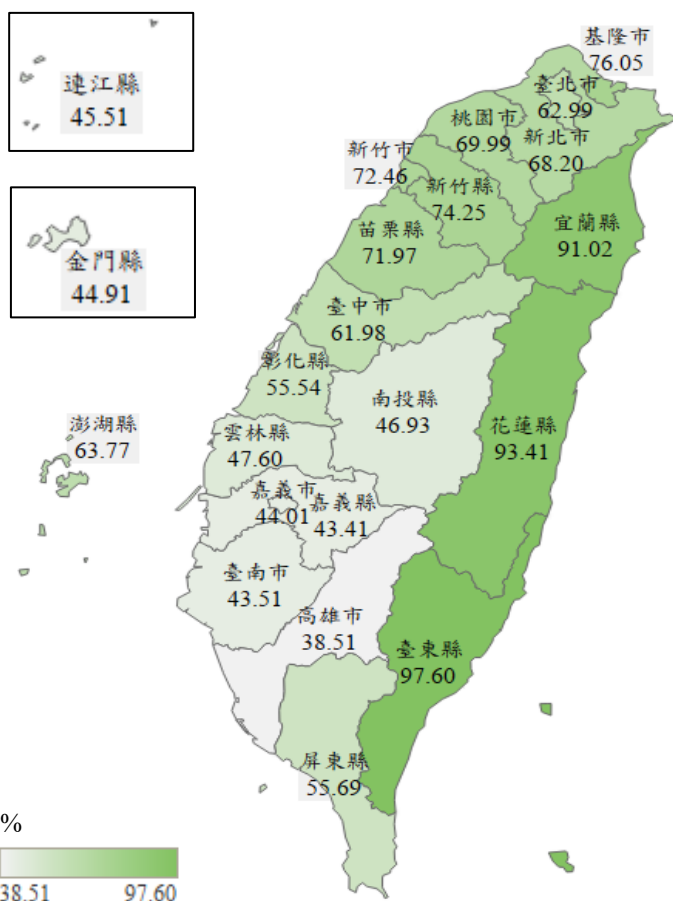 連江縣
45.51
金門縣
44.91
澎湖縣
63.77
基隆市
76.05
臺北市
62.99
桃園市
69.99
新北市
68.20
新竹市
72.46
新竹縣
74.25
宜蘭縣
91.02
苗栗縣
71.97
臺中市
61.98
彰化縣
55.54
南投縣
46.93
花蓮縣
93.41
雲林縣
47.60
嘉義市
44.01
嘉義縣
43.41
臺南市
43.51
高雄市
38.51
臺東縣
97.60
屏東縣
55.69
%
38.51 97.60